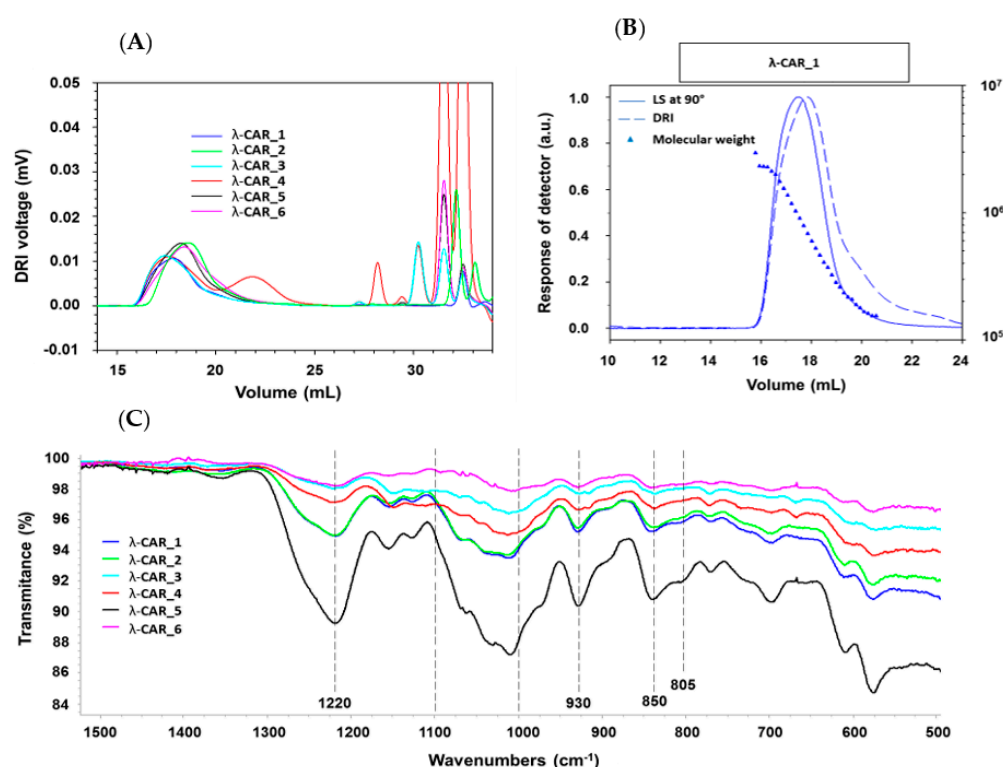 (A)
0.05
0.04
0.03
0.02
0.01
0.00
-0.01
DRI voltage (mV)
λ-CAR_1
λ-CAR_2
λ-CAR_3
λ-CAR_4
λ-CAR_5
λ-CAR_6
15 20 25 30
Volume (mL)
(B)
λ-CAR_1
LS at 90°
DRI
Molecular weight
1.0
0.8
0.6
0.4
0.2
0.0
Response of detector (a.u.)
10⁷
10⁶
10⁵
10 12 14 16 18 20 22 24
Volume (mL)
(C)
100
98
96
94
92
90
88
86
84
Transmitance (%)
λ-CAR_1
λ-CAR_2
λ-CAR_3
λ-CAR_4
λ-CAR_5
λ-CAR_6
805
1220 930 850
1500 1400 1300 1200 1100 1000 900 800 700 600 500
Wavenumbers (cm⁻¹)